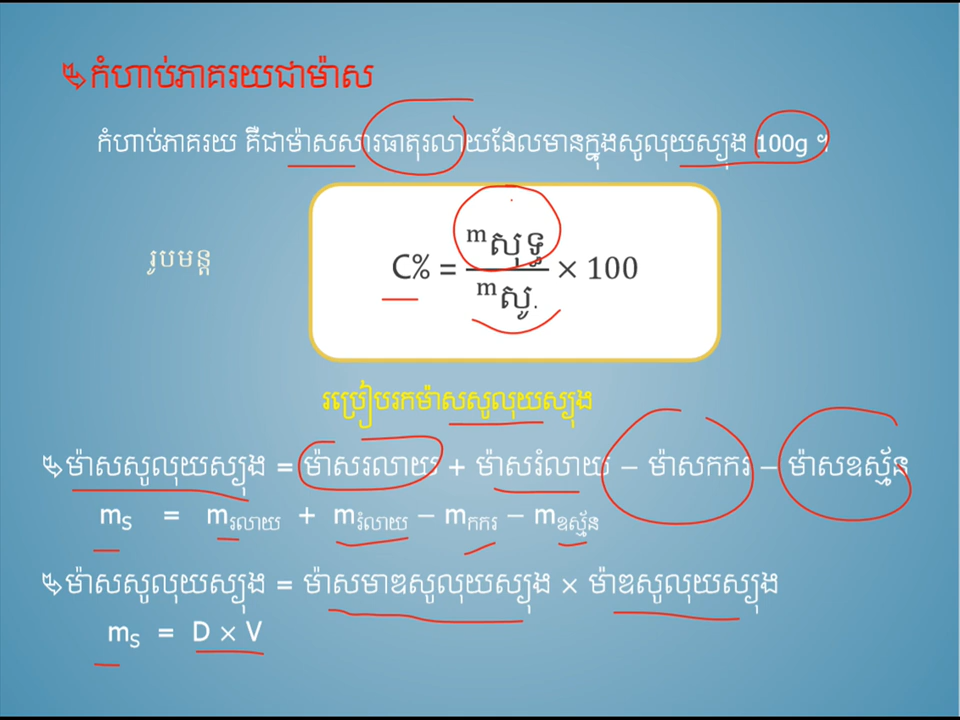 កំហាប់ភាគរយជាម៉ាស
កំហាប់ភាគរយ គឺជាម៉ាសសារធាតុរលាយដែលមានក្នុងសូលុយស្យុង 100g ។
រូបមន្ត
C% = mសុទ្ធ / mសូ. × 100
របៀបរកម៉ាសសូលុយស្យុង
ម៉ាសសូលុយស្យុង = ម៉ាសរលាយ + ម៉ាសរំលាយ – ម៉ាសកករ – ម៉ាសឧស្ម័ន
mS = mរលាយ + mរំលាយ – mកករ – mឧស្ម័ន
ម៉ាសសូលុយស្យុង = ម៉ាសមាឌសូលុយស្យុង × ម៉ាឌសូលុយស្យុង
mS = D × V